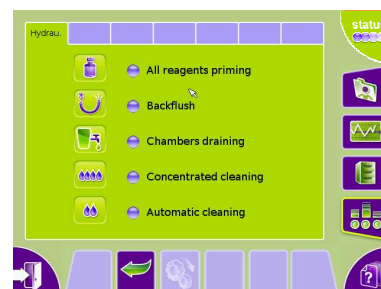 status
Hydrau.
All reagents priming
Backflush
Chambers draining
Concentrated cleaning
Automatic cleaning